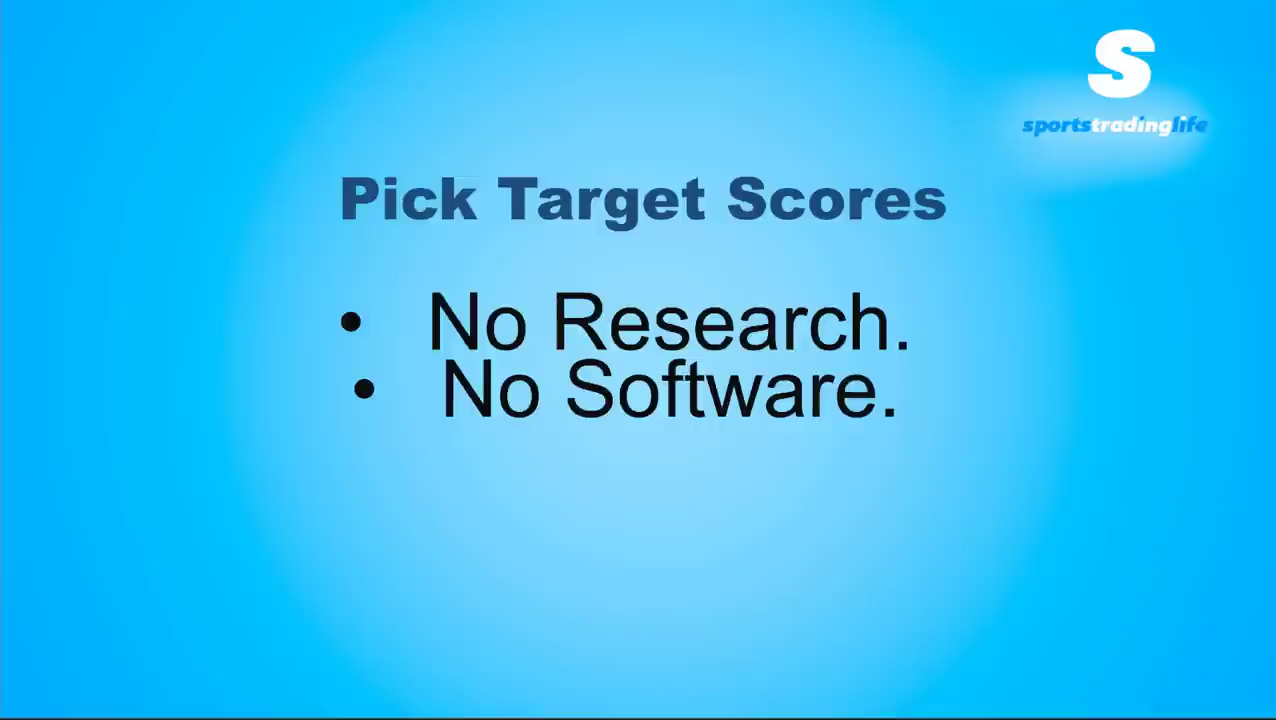 S
sportstradinglife
Pick Target Scores
• No Research.
• No Software.